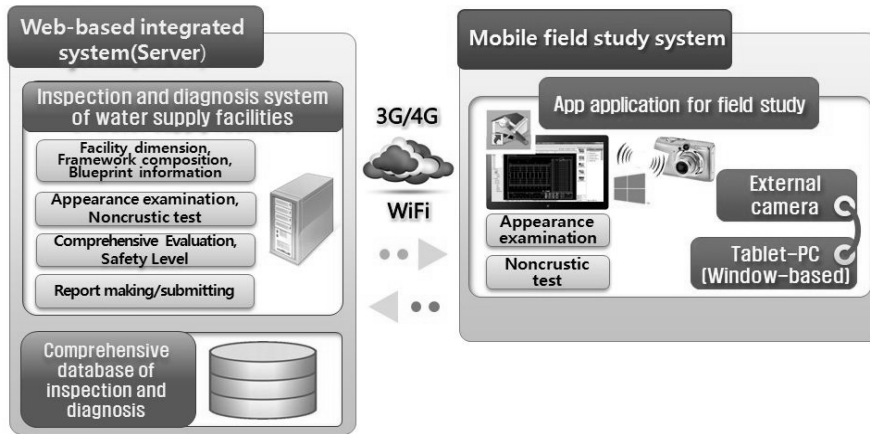 Web-based integrated
system(Server)
Inspection and diagnosis system
of water supply facilities
Facility dimension,
Framework composition,
Blueprint information
Appearance examination,
Noncrustic test
Comprehensive Evaluation,
Safety Level
Report making/submitting
Comprehensive
database of
inspection and
diagnosis
3G/4G
WiFi
Mobile field study system
App application for field study
Appearance
examination
Noncrustic
test
External
camera
Tablet-PC
(Window-based)